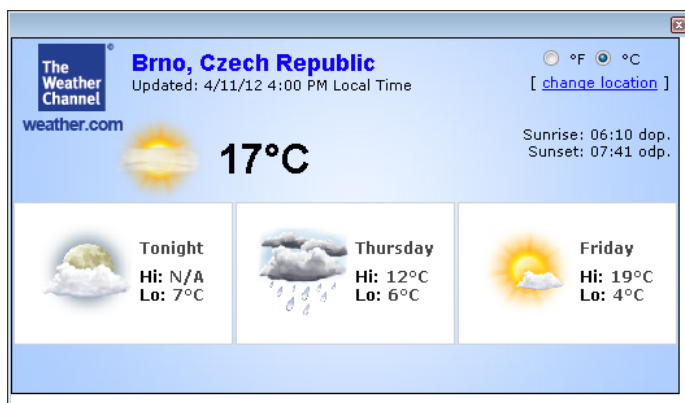 The
Weather
Channel
®
weather.com
Brno, Czech Republic
Updated: 4/11/12 4:00 PM Local Time
°F °C
[ change location ]
17°C
Sunrise: 06:10 dop.
Sunset: 07:41 odp.
Tonight
Hi: N/A
Lo: 7°C
Thursday
Hi: 12°C
Lo: 6°C
Friday
Hi: 19°C
Lo: 4°C